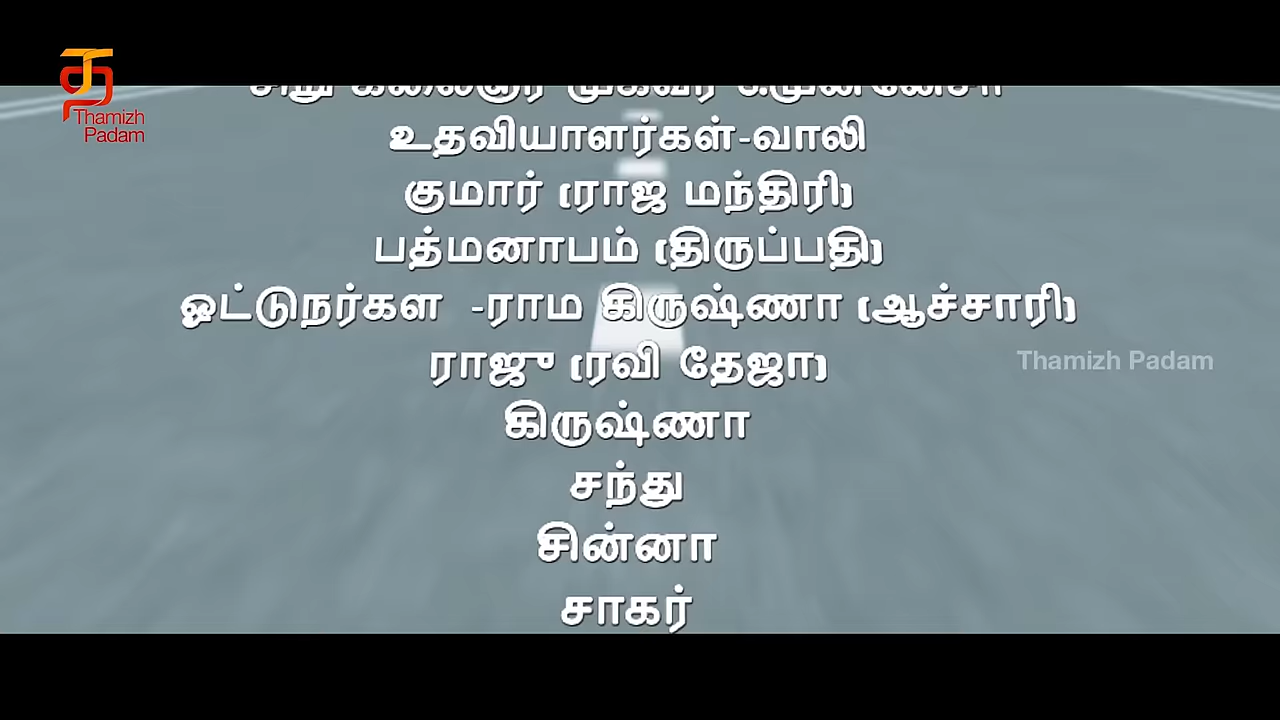 த
Thamizh
Padam
உதவியாளர்கள்-வாலி
குமார் (ராஜ மந்திரி)
பத்மனாபம் (திருப்பதி)
ஓட்டுநர்கள -ராம கிருஷ்ணா (ஆச்சாரி)
ராஜு (ரவி தேஜா)
Thamizh Padam
கிருஷ்ணா
சந்து
சின்னா
சாகர்